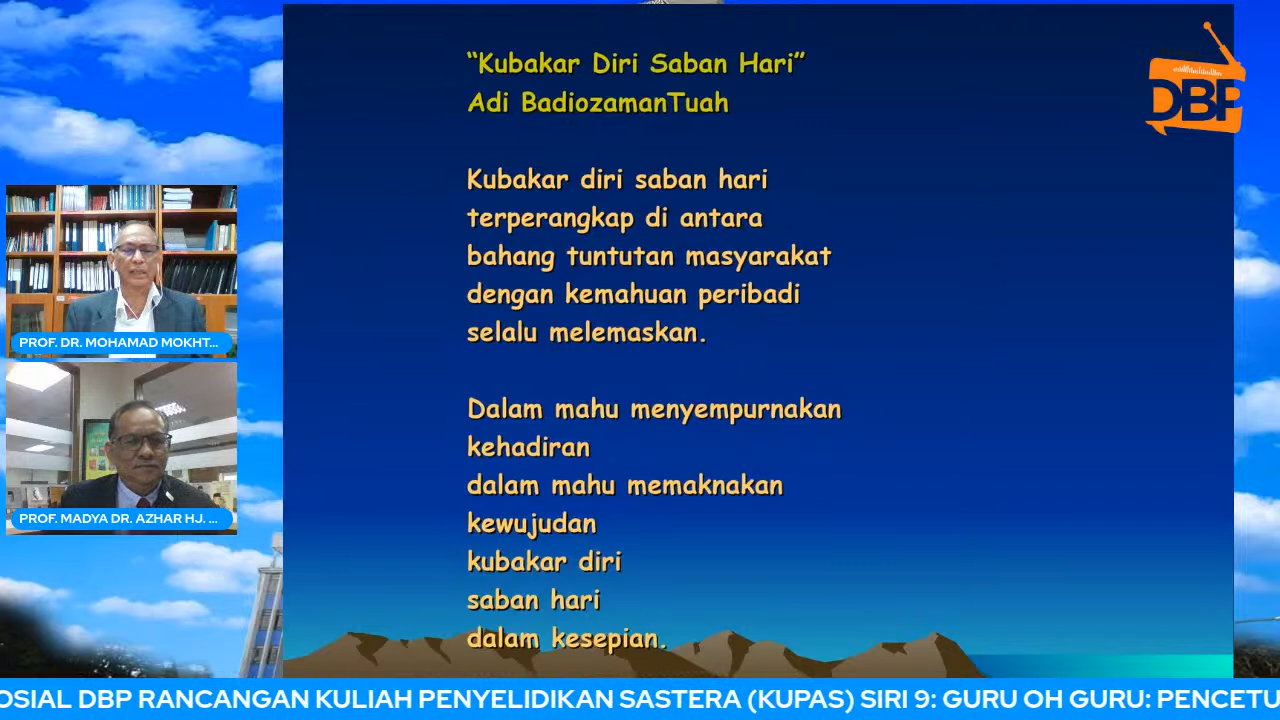 “Kubakar Diri Saban Hari”
Adi BadiozamanTuah
Kubakar diri saban hari
terperangkap di antara
bahang tuntutan masyarakat
dengan kemahuan peribadi
selalu melemaskan.
Dalam mahu menyempurnakan
kehadiran
dalam mahu memaknakan
kewujudan
kubakar diri
saban hari
dalam kesepian.
DBP
PROF. DR. MOHAMAD MOKHT...
PROF. MADYA DR. AZHAR HJ. ...
OSIAL DBP RANCANGAN KULIAH PENYELIDIKAN SASTERA (KUPAS) SIRI 9: GURU OH GURU: PENCETU